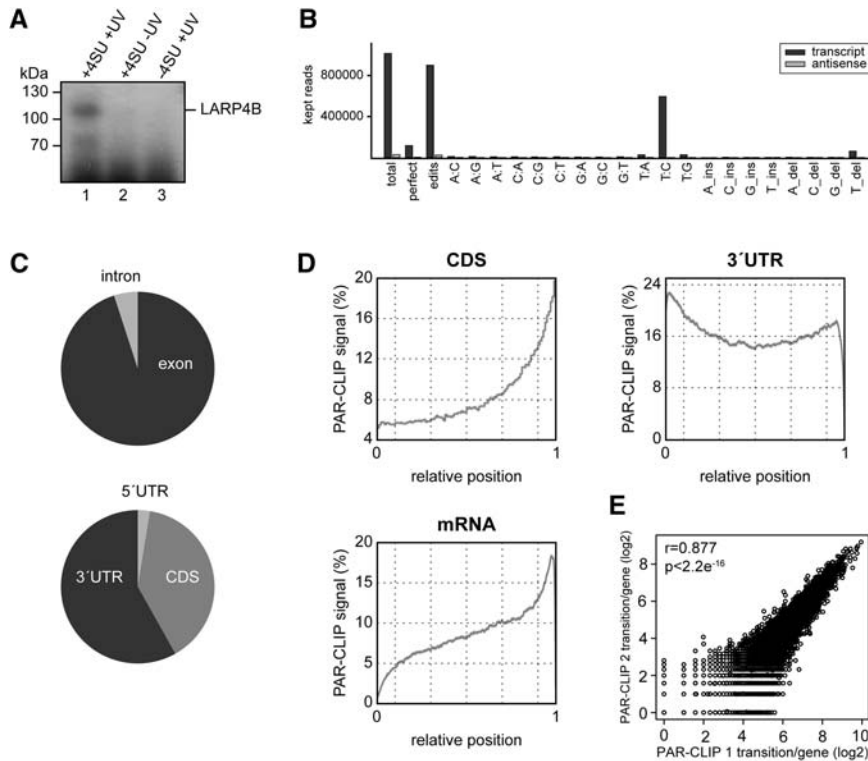 A
+4SU +UV
+4SU -UV
-4SU +UV
kDa
130
100
70
LARP4B
1 2 3
B
kept reads
800000
400000
transcript
antisense
total
perfect
edits
A:C
A:G
A:T
C:A
C:G
C:T
G:A
G:C
G:T
T:A
T:C
T:G
A_ins
C_ins
G_ins
T_ins
A_del
C_del
G_del
T_del
C
intron
exon
5´UTR
3´UTR
CDS
D
CDS
PAR-CLIP signal (%)
20
16
12
8
4
0 1
relative position
3´UTR
PAR-CLIP signal (%)
24
16
8
0
0 1
relative position
mRNA
PAR-CLIP signal (%)
20
15
10
5
0
0 1
relative position
E
r=0.877
p<2.2e-16
PAR-CLIP 2 transition/gene (log2)
8
6
4
2
0
0 2 4 6 8 10
PAR-CLIP 1 transition/gene (log2)